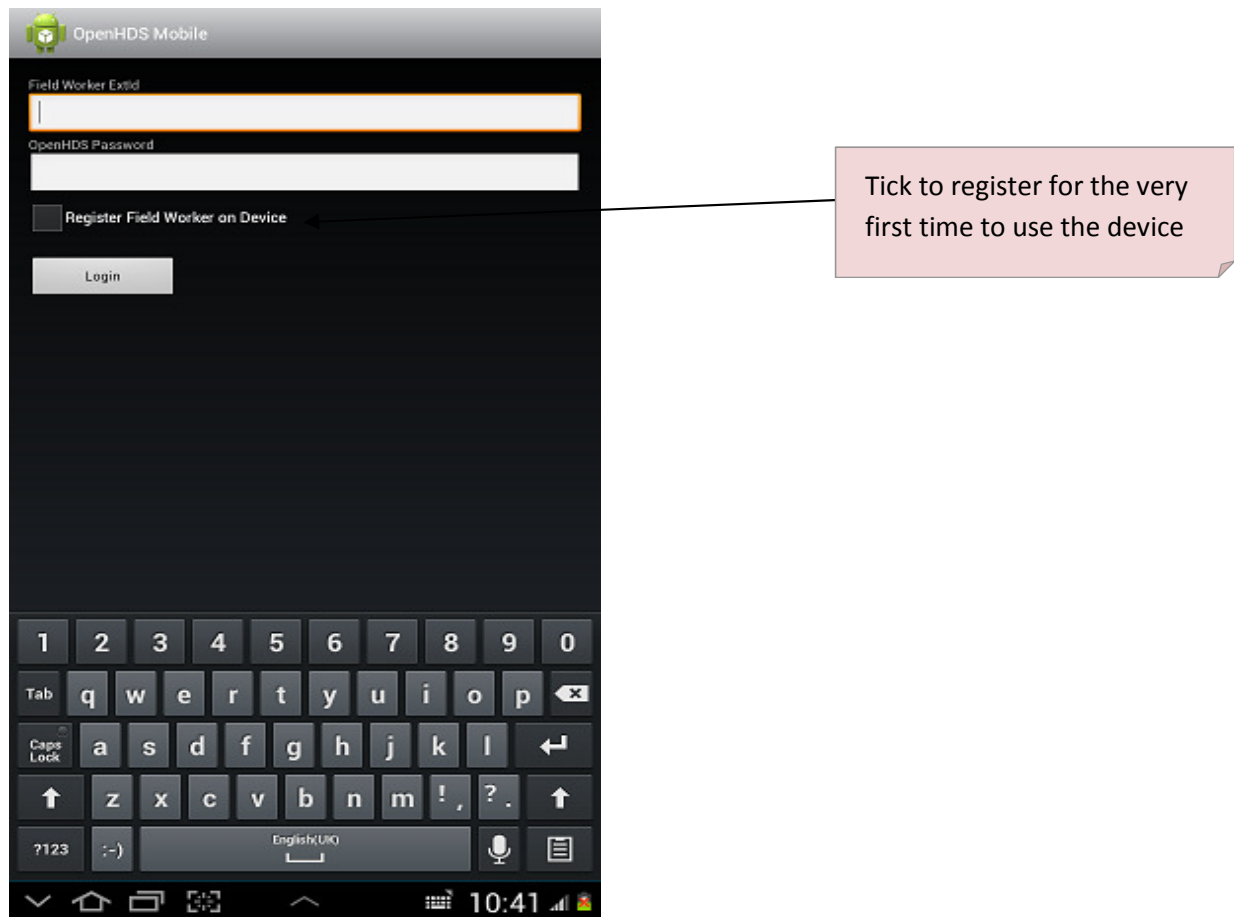 OpenHDS Mobile
Field Worker ExtId
OpenHDS Password
Register Field Worker on Device
Login
Tick to register for the very
first time to use the device
1 2 3 4 5 6 7 8 9 0
Tab q w e r t y u i o p
Caps Lock a s d f g h j k l
z x c v b n m ! , ? .
?123 :-) English(UK)
10:41